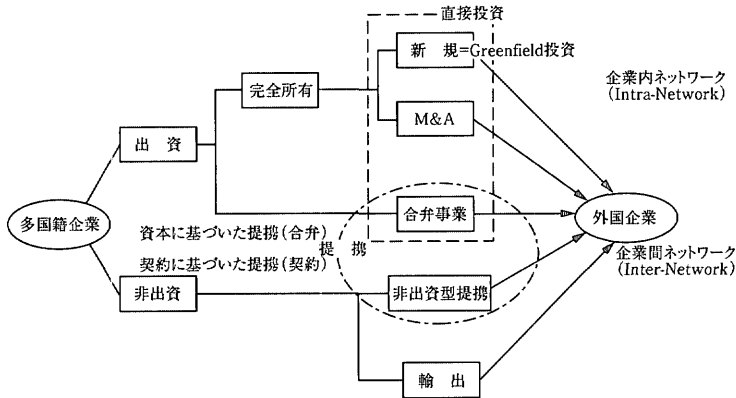 直接投資
新 規=Greenfield投資
企業内ネットワーク
(Intra-Network)
完全所有
M&A
出 資
多国籍企業
合弁事業
外国企業
資本に基づいた提携(合弁)
提 携
契約に基づいた提携(契約)
企業間ネットワーク
(Inter-Network)
非出資
非出資型提携
輸 出